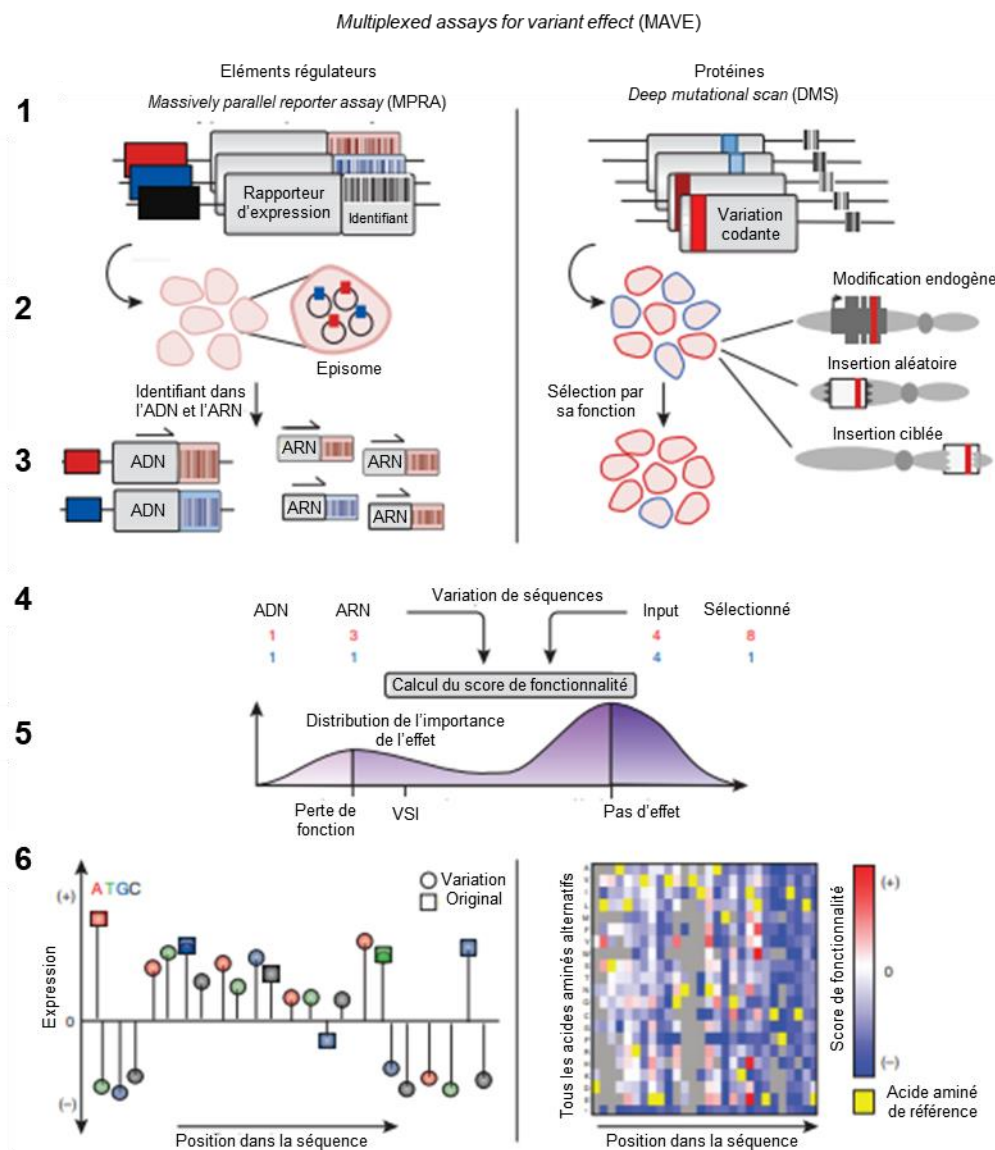 Multiplexed assays for variant effect (MAVE)
Eléments régulateurs
Massively parallel reporter assay (MPRA)
Protéines
Deep mutational scan (DMS)
1
Rapporteur
d'expression
Identifiant
Variation
codante
2
Episome
Identifiant dans
l'ADN et l'ARN
Modification endogène
Insertion aléatoire
Sélection par
sa fonction
Insertion ciblée
3
ADN
ADN
ARN
ARN
ARN
ARN
4
ADN
ARN
Variation de séquences
Input
Sélectionné
1
3
4
8
1
1
4
1
Calcul du score de fonctionnalité
5
Distribution de l'importance
de l'effet
Perte de
fonction
VSI
Pas d'effet
6
(+)
ATGC
Variation
Original
Expression
0
(–)
Position dans la séquence
Tous les acides aminés alternatifs
Position dans la séquence
Score de fonctionnalité
(+)
0
(–)
Acide aminé
de référence